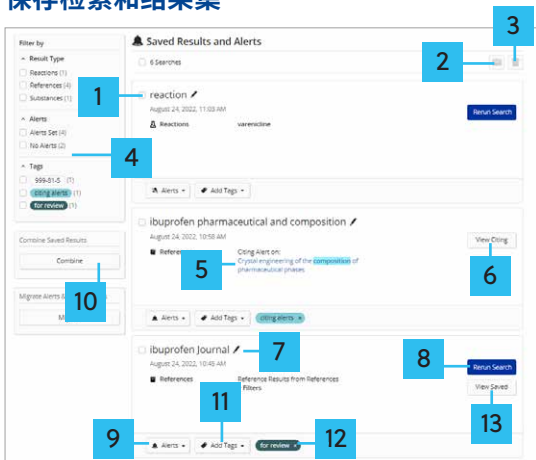 保存检索和结果集
Filter by
Result Type
Reactions (1)
References (4)
Substances (1)
Alerts
Alerts Set (4)
No Alerts (2)
Tags
999-81-5 (1)
citing alerts (1)
for review (1)
Combine Saved Results
Combine
Migrate Alerts &
M
Saved Results and Alerts
6 Searches
2
3
1
reaction
August 24, 2022, 11:03 AM
Reactions
varenicline
Rerun Search
4
Alerts
Add Tags
ibuprofen pharmaceutical and composition
August 24, 2022, 10:58 AM
References
Citing Alert on:
Crystal engineering of the composition of
pharmaceutical phases
View Citing
5
6
10
Alerts
Add Tags
citing alerts ×
ibuprofen Journal
7
August 24, 2022, 10:48 AM
References
Reference Results from References
Filters
8
Rerun Search
View Saved
11
13
9
Alerts
Add Tags
for review ×
12